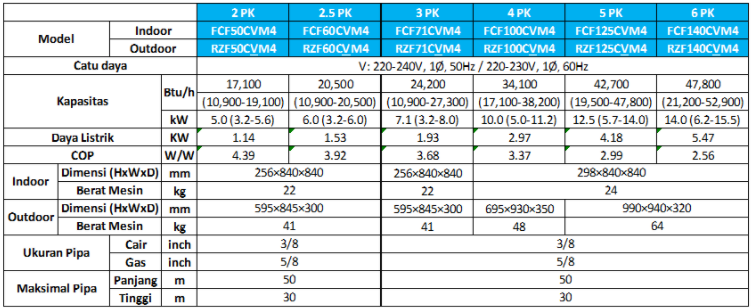 Model 2 PK 2.5 PK 3 PK 4 PK 5 PK 6 PK
Indoor FCF50CVM4 FCF60CVM4 FCF71CVM4 FCF100CVM4 FCF125CVM4 FCF140CVM4
Outdoor RZF50CVM4 RZF60CVM4 RZF71CVM4 RZF100CVM4 RZF125CVM4 RZF140CVM4
Catu daya V: 220-240V, 1Ø, 50Hz / 220-230V, 1Ø, 60Hz
Kapasitas Btu/h 17,100 20,500 24,200 34,100 42,700 47,800
(10,900-19,100) (10,900-20,500) (10,900-27,300) (17,100-38,200) (19,500-47,800) (21,200-52,900)
kW 5.0 (3.2-5.6) 6.0 (3.2-6.0) 7.1 (3.2-8.0) 10.0 (5.0-11.2) 12.5 (5.7-14.0) 14.0 (6.2-15.5)
Daya Listrik KW 1.14 1.53 1.93 2.97 4.18 5.47
COP W/W 4.39 3.92 3.68 3.37 2.99 2.56
Indoor Dimensi (HxWxD) mm 256×840×840 256×840×840 298×840×840
Berat Mesin kg 22 22 24
Outdoor Dimensi (HxWxD) mm 595×845×300 595×845×300 695×930×350 990×940×320
Berat Mesin kg 41 41 48 64
Ukuran Pipa Cair inch 3/8 3/8
Gas inch 5/8 5/8
Maksimal Pipa Panjang m 50 50
Tinggi m 30 30